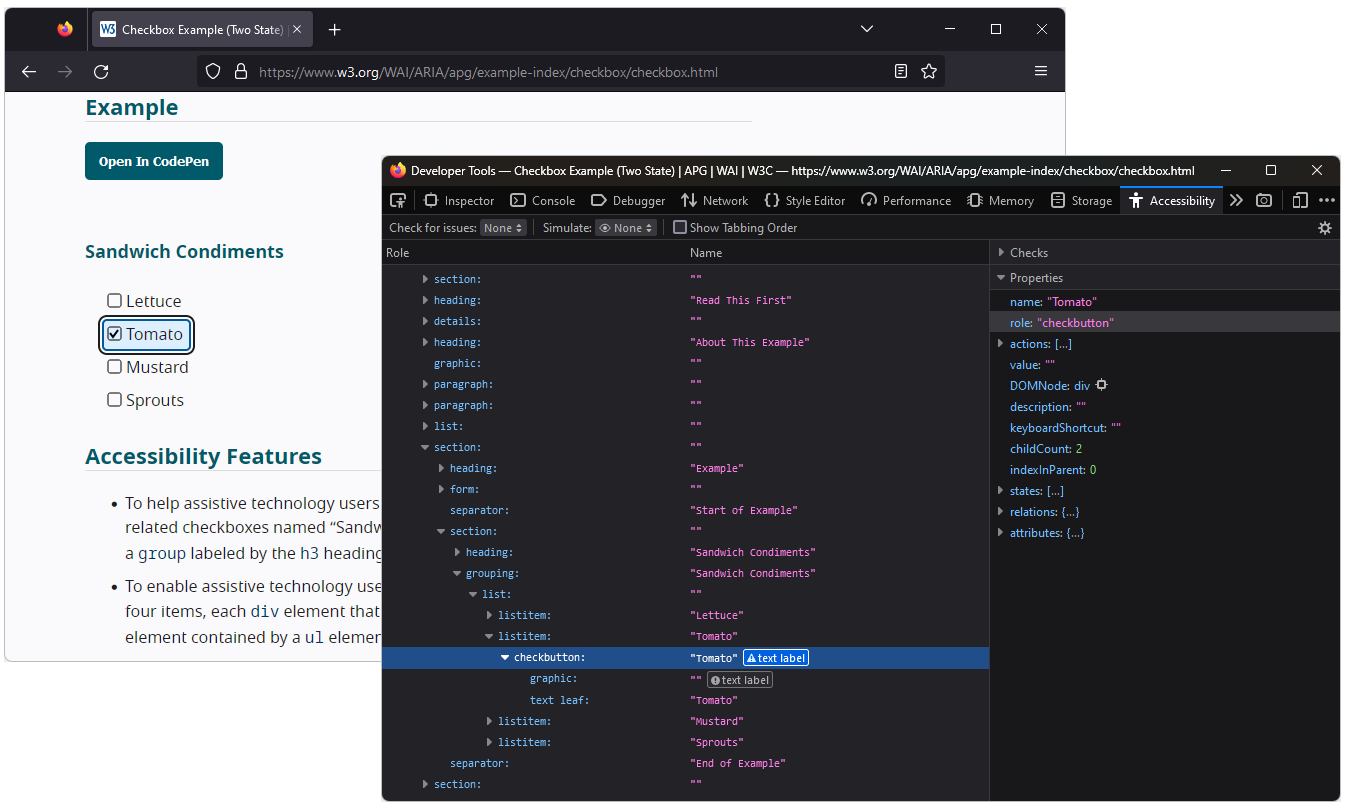 Checkbox Example (Two State) |
https://www.w3.org/WAI/ARIA/apg/example-index/checkbox/checkbox.html
Example
Open In CodePen
Sandwich Condiments
Lettuce
Tomato
Mustard
Sprouts
Accessibility Features
• To help assistive technology users
related checkboxes named “Sandw
a group labeled by the h3 heading
• To enable assistive technology use
four items, each div element that
element contained by a ul elemen
Developer Tools — Checkbox Example (Two State) | APG | WAI | W3C — https://www.w3.org/WAI/ARIA/apg/example-index/checkbox/checkbox.html
Inspector Console Debugger Network Style Editor Performance Memory Storage Accessibility
Check for issues: None Simulate: None Show Tabbing Order
Role Name
section: ""
heading: "Read This First"
details: ""
heading: "About This Example"
graphic: ""
paragraph: ""
paragraph: ""
list: ""
section: ""
heading: "Example"
form: ""
separator: "Start of Example"
section: ""
heading: "Sandwich Condiments"
grouping: "Sandwich Condiments"
list: ""
listitem: "Lettuce"
listitem: "Tomato"
checkbutton: "Tomato" text label
graphic: "" text label
text leaf: "Tomato"
listitem: "Mustard"
listitem: "Sprouts"
separator: "End of Example"
section: ""
Checks
Properties
name: "Tomato"
role: "checkbutton"
actions: […]
value: ""
DOMNode: div
description: ""
keyboardShortcut: ""
childCount: 2
indexInParent: 0
states: […]
relations: {…}
attributes: {…}